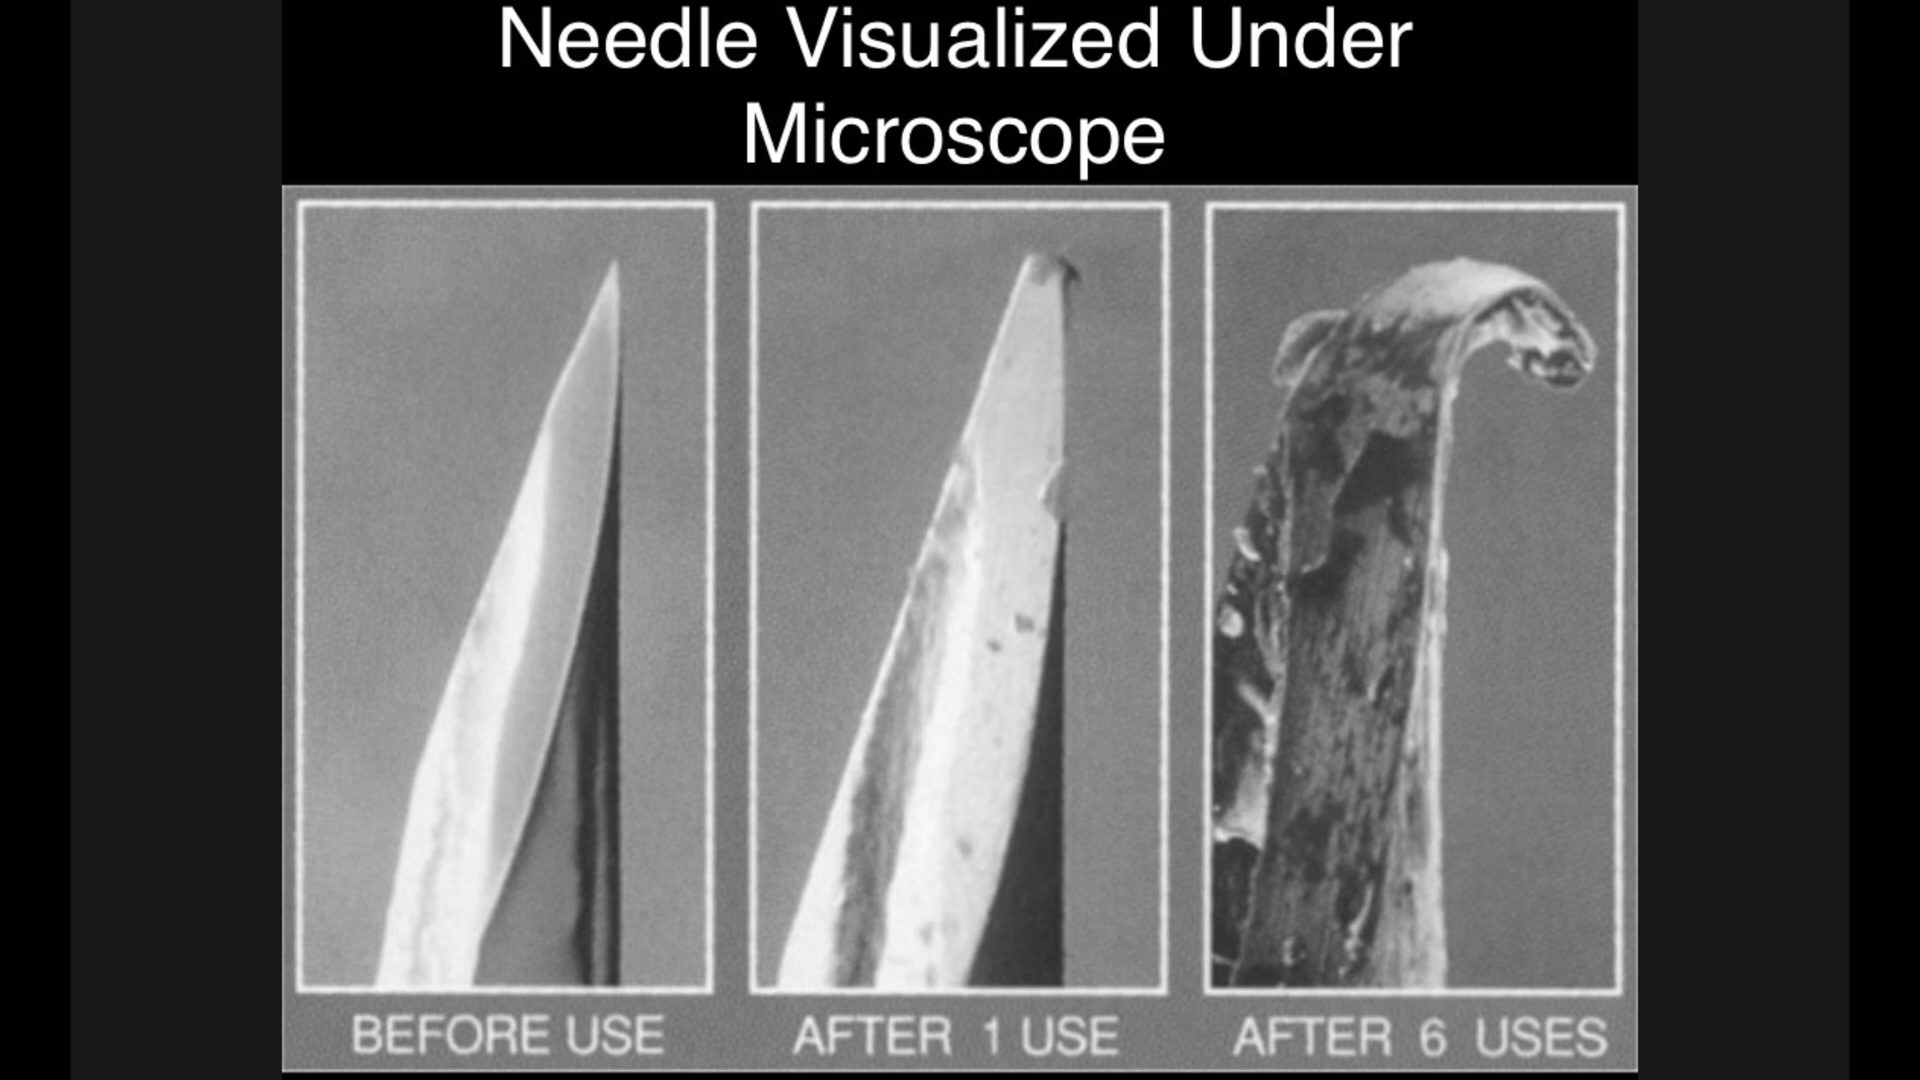 Needle Visualized Under
Microscope
BEFORE USE
AFTER 1 USE
AFTER 6 USES